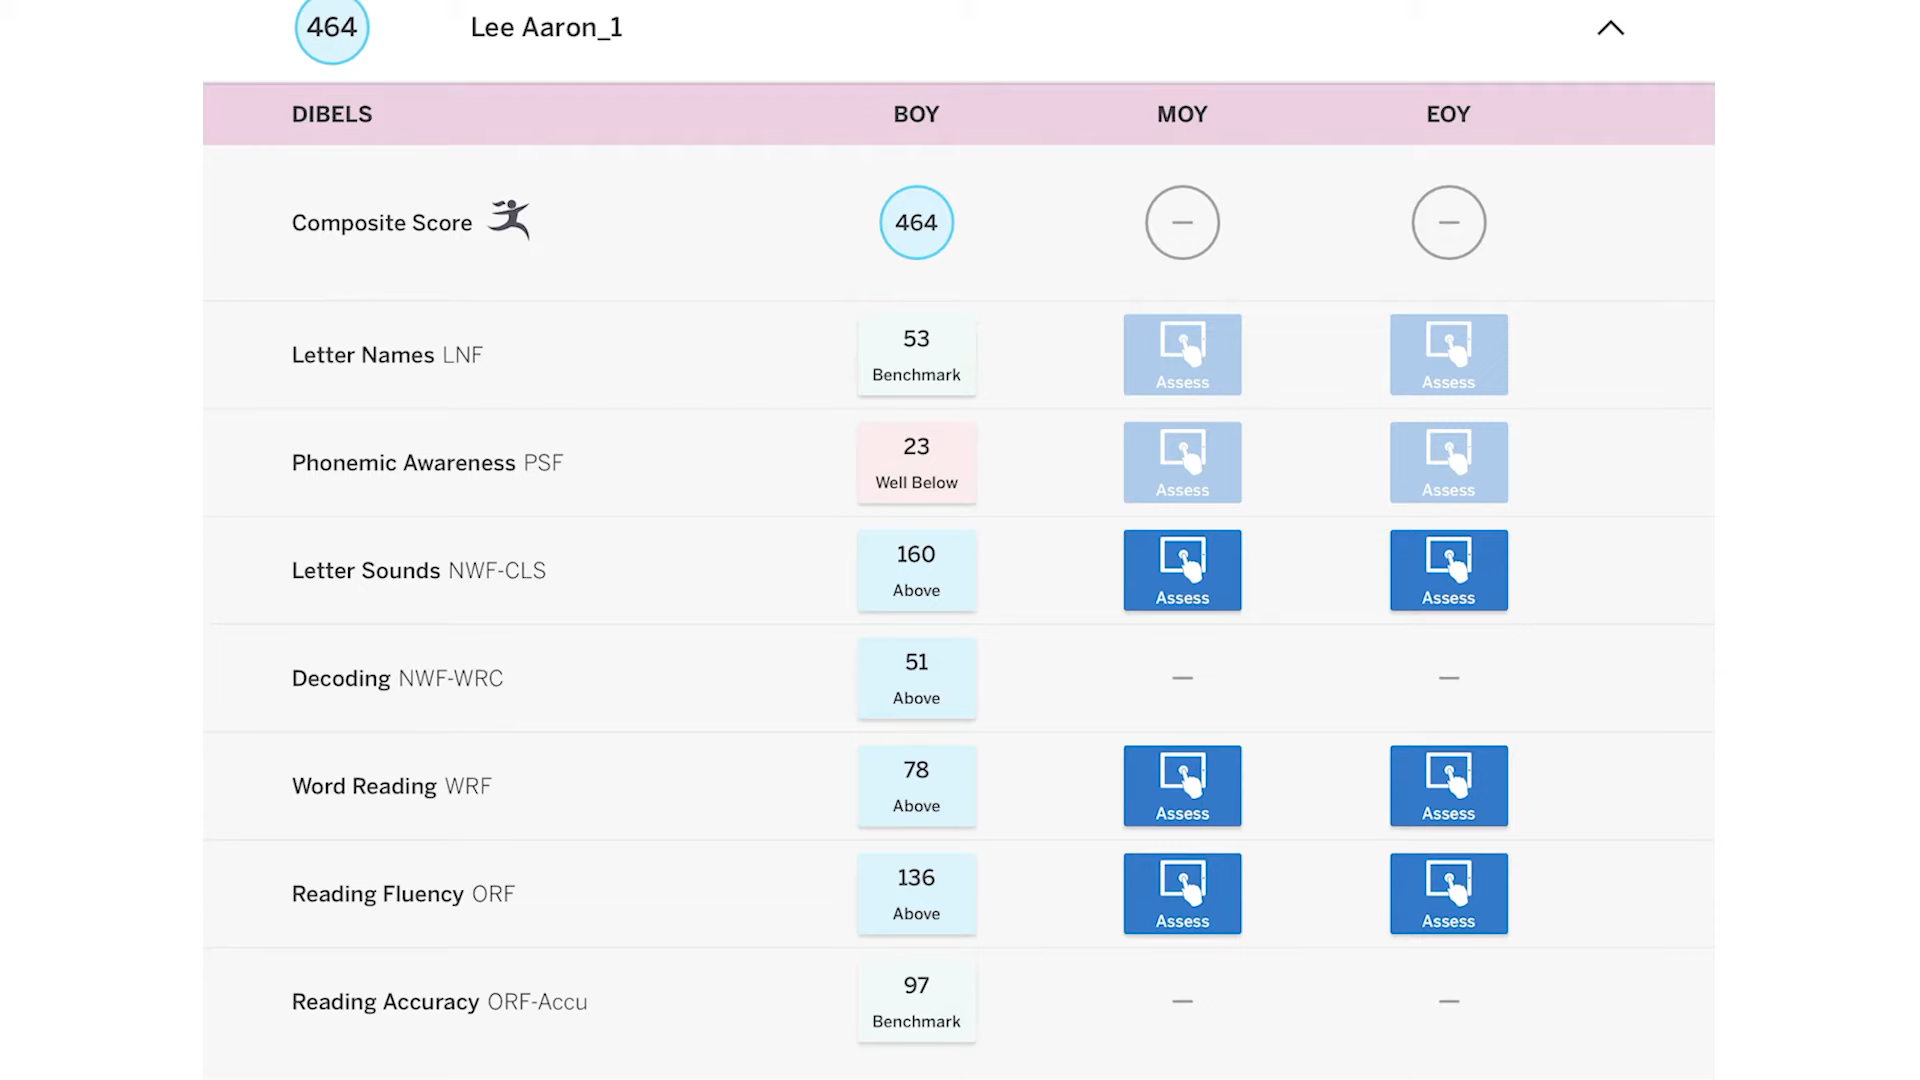 464 Lee Aaron_1
DIBELS BOY MOY EOY
Composite Score 464 — —
Letter Names LNF 53 Benchmark Assess Assess
Phonemic Awareness PSF 23 Well Below Assess Assess
Letter Sounds NWF-CLS 160 Above Assess Assess
Decoding NWF-WRC 51 Above — —
Word Reading WRF 78 Above Assess Assess
Reading Fluency ORF 136 Above Assess Assess
Reading Accuracy ORF-Accu 97 Benchmark — —